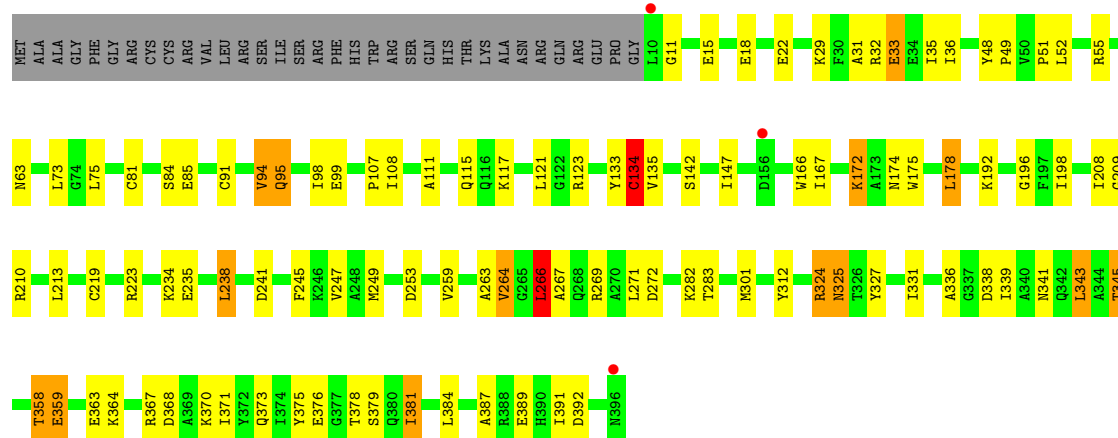 MET ALA ALA GLY PHE GLY ARG CYS CYS ARG VAL LEU ARG SER ILE SER ARG PHE HIS TRP ARG SER GLN HIS THR LYS ALA ASN ARG GLN ARG GLU PRO GLY L10 G11 E15 E18 E22 K29 F30 A31 R32 E33 E34 I35 I36 Y48 P49 V50 P51 L52 R55
N63 L73 G74 L75 C81 S84 E85 C91 V94 Q95 I98 E99 P107 I108 A111 Q115 Q116 K117 L121 G122 R123 Y133 C134 V135 S142 I147 D156 W166 I167 K172 A173 N174 W175 L178 K192 G196 F197 I198 I208
R210 L213 C219 R223 K234 E235 L238 D241 F245 K246 V247 A248 M249 D253 V259 A263 V264 G265 L266 A267 Q268 R269 A270 L271 D272 K282 T283 M301 Y312 R324 N325 T326 Y327 I331 A336 G337 D338 I339 A340 N341 Q342 L343 A344 T345
T358 E359 E363 K364 R367 D368 A369 K370 I371 Y372 Q373 I374 Y375 E376 G377 T378 S379 Q380 I381 L384 A387 R388 E389 H390 I391 D392 N396